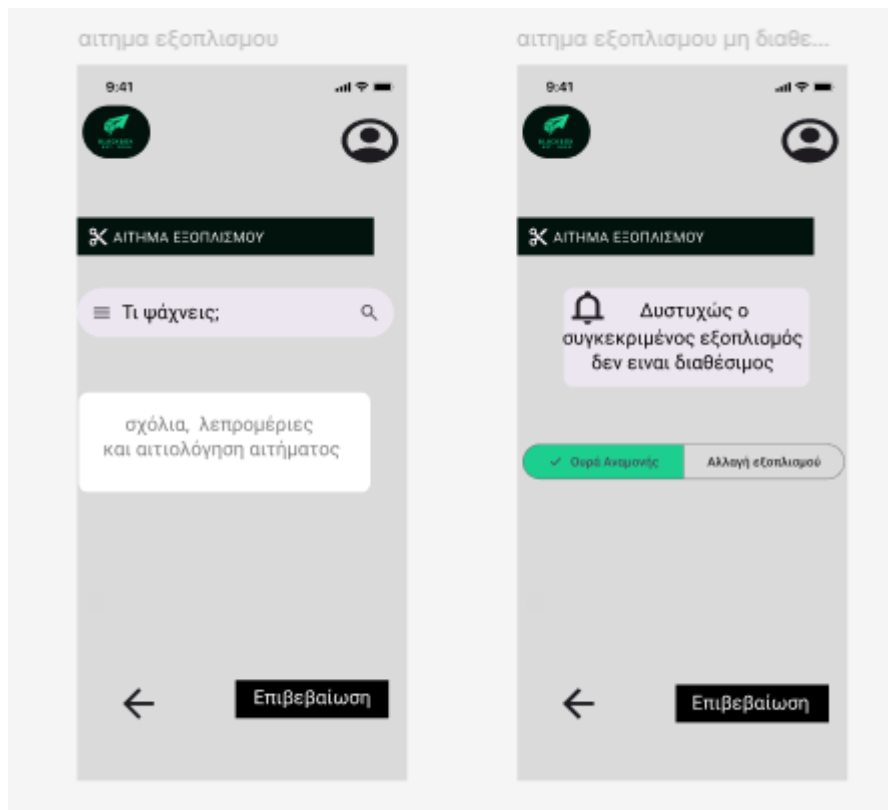 αιτημα εξοπλισμου
9:41
ΑΙΤΗΜΑ ΕΞΟΠΛΙΣΜΟΥ
Τι ψάχνεις;
σχόλια, λεπρομέριες
και αιτιολόγηση αιτήματος
Επιβεβαίωση
αιτημα εξοπλισμου μη διαθε...
9:41
ΑΙΤΗΜΑ ΕΞΟΠΛΙΣΜΟΥ
Δυστυχώς ο
συγκεκριμένος εξοπλισμός
δεν ειναι διαθέσιμος
Ουρά Αναμονής
Αλλαγή εξοπλισμού
Επιβεβαίωση